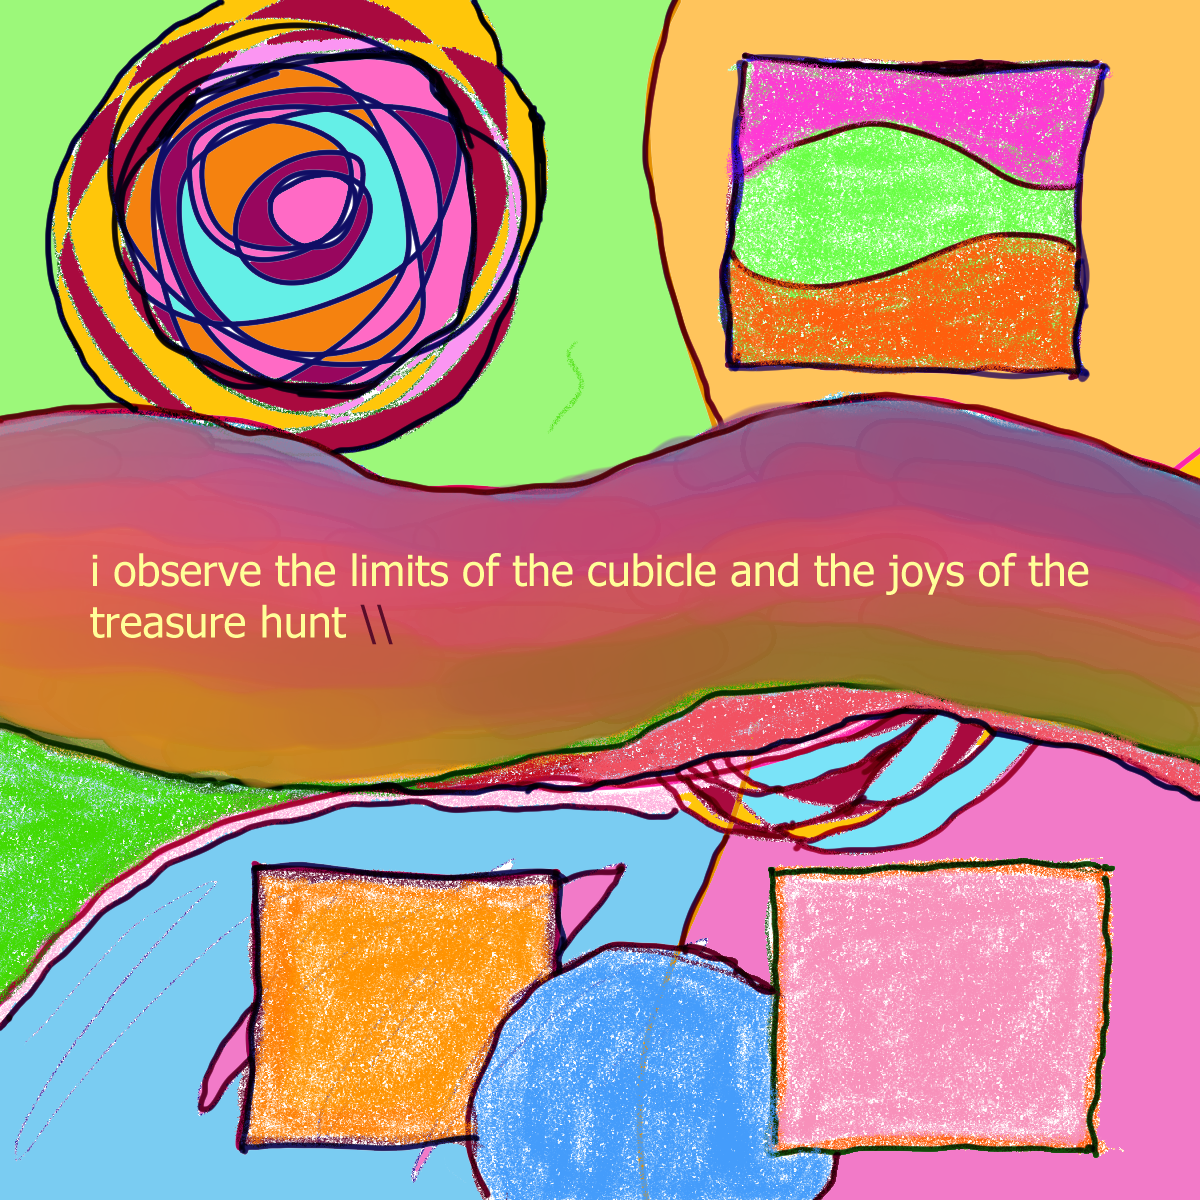 i observe the limits of the cubicle and the joys of the
treasure hunt \\